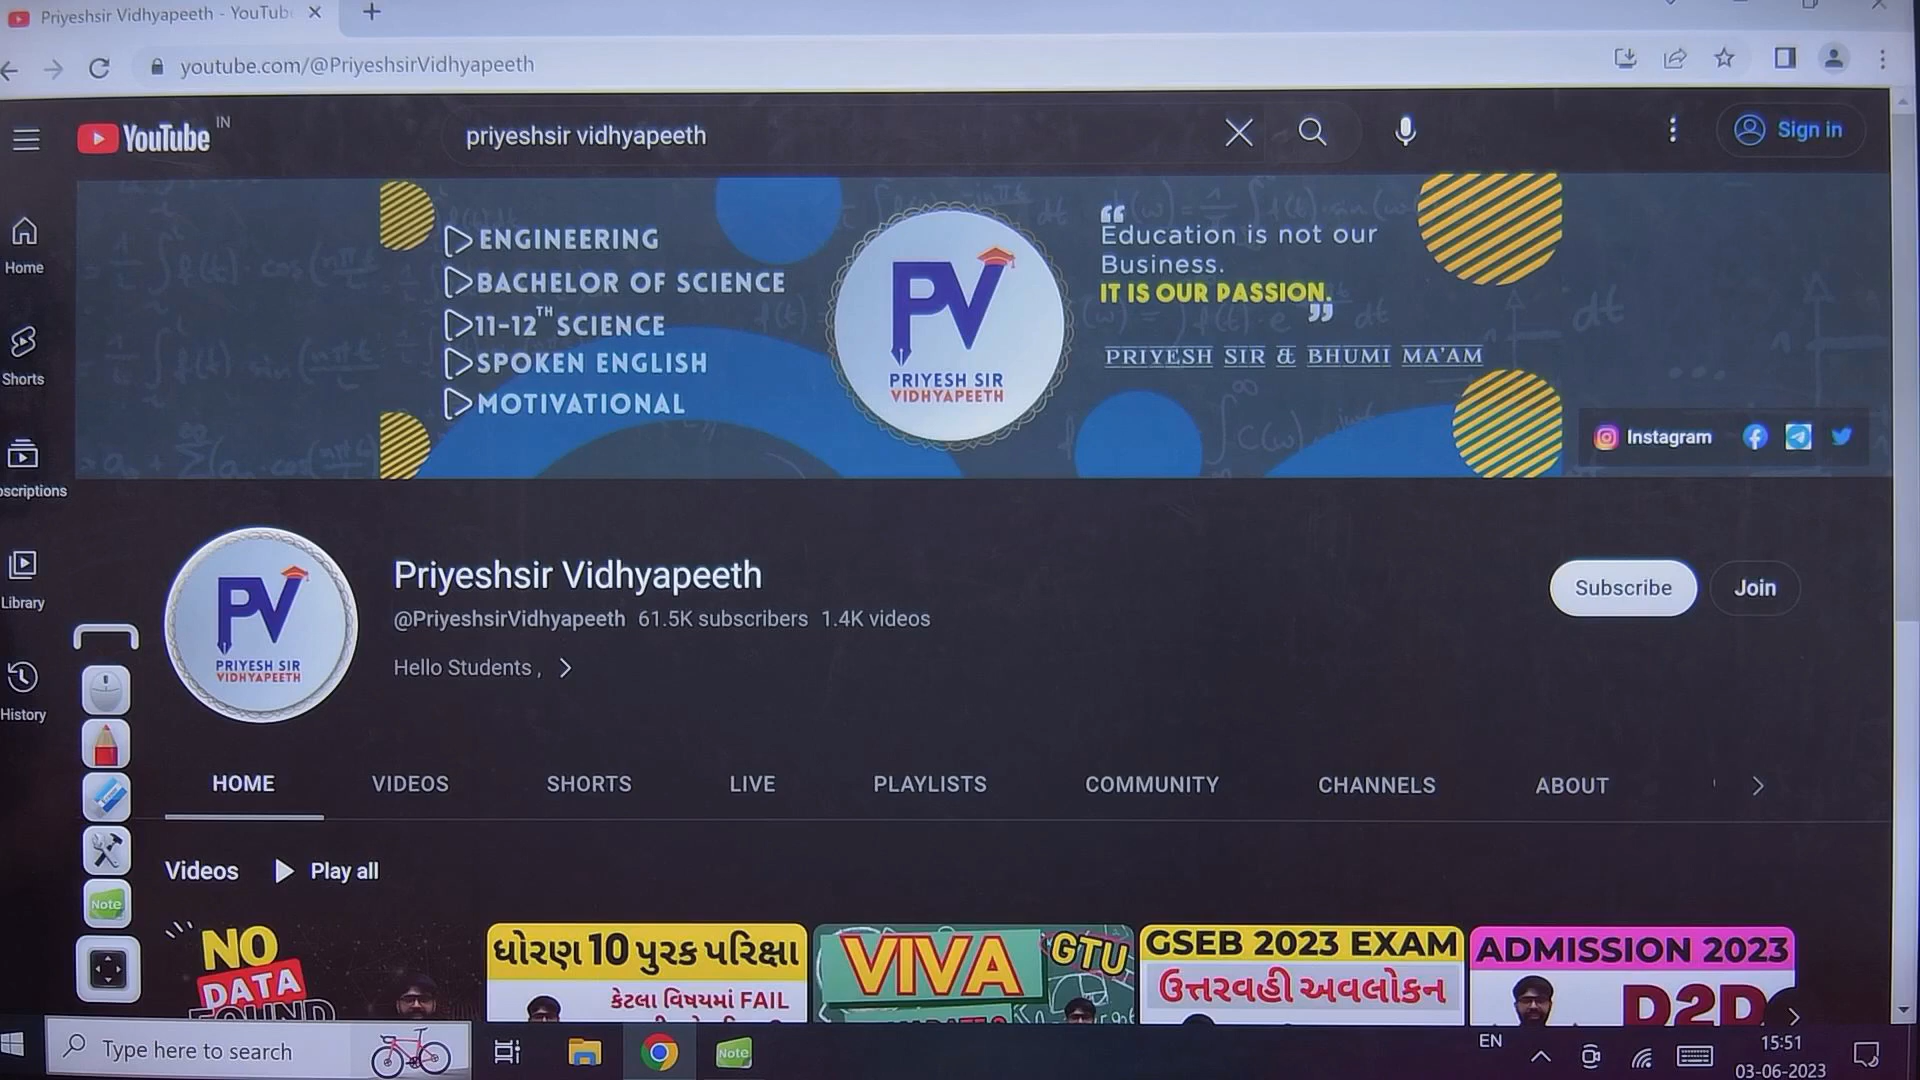 Priyeshsir Vidhyapeeth - YouTub
youtube.com/@PriyeshsirVidhyapeeth
YouTube IN
priyeshsir vidhyapeeth
Sign in
Home
Shorts
bscriptions
Library
History
ENGINEERING
BACHELOR OF SCIENCE
11-12TH SCIENCE
SPOKEN ENGLISH
MOTIVATIONAL
PV
PRIYESH SIR
VIDHYAPEETH
“
Education is not our
Business.
IT IS OUR PASSION.
”
PRIYESH SIR & BHUMI MA'AM
Instagram
PV
PRIYESH SIR
VIDHYAPEETH
Priyeshsir Vidhyapeeth
@PriyeshsirVidhyapeeth 61.5K subscribers 1.4K videos
Hello Students ,
Subscribe
Join
HOME VIDEOS SHORTS LIVE PLAYLISTS COMMUNITY CHANNELS ABOUT
Videos Play all
Note
NO
DATA
FOUND
ધોરણ 10 પુરક પરિક્ષા
કેટલા વિષયમાં FAIL
VIVA
GTU
GSEB 2023 EXAM
ઉત્તરવહી અવલોકન
ADMISSION 2023
D2D
Type here to search
Note
EN
15:51
03-06-2023